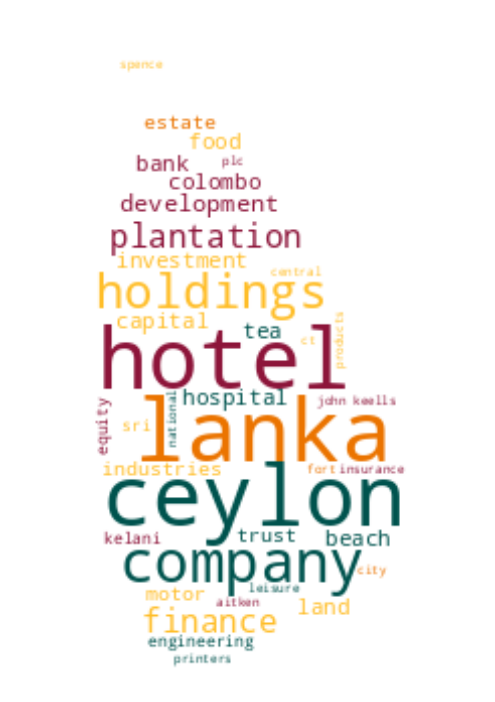 spence
estate
food
bank plc
colombo
development
plantation
investment
central
holdings
capital tea
products
ct
hotel
national
hospital
john keells
equity
sri
lanka
industries
fort insurance
ceylon
kelani trust beach
company
city
leisure
motor
aitken
land
finance
engineering
printers